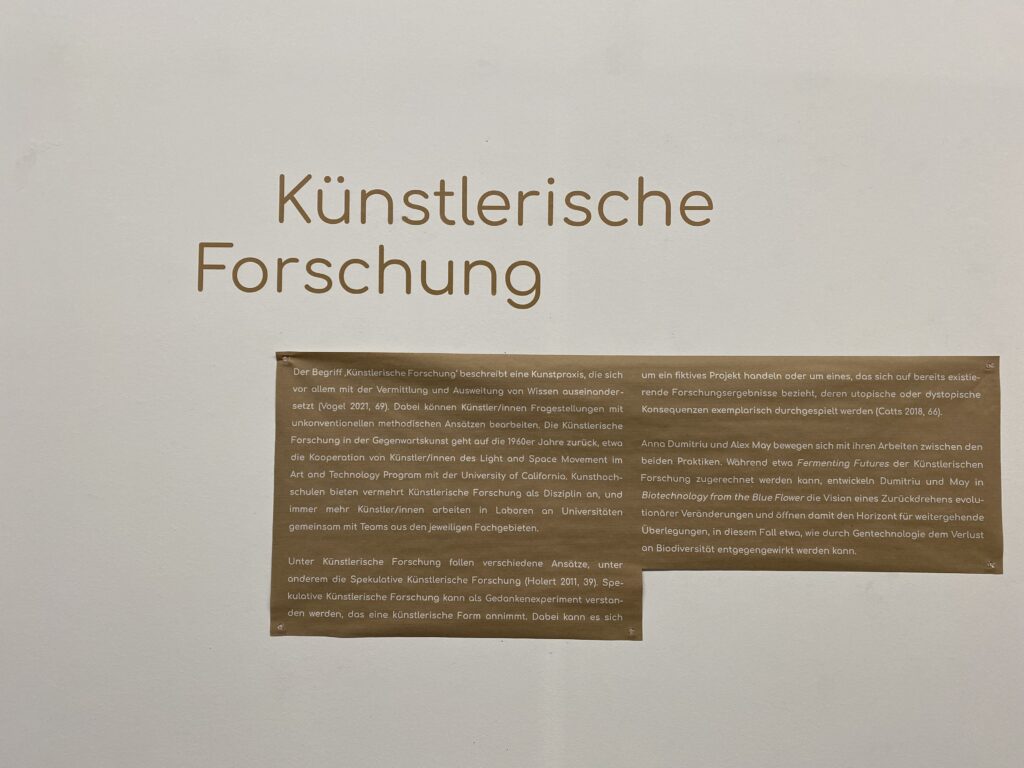 Künstlerische
Forschung
Der Begriff ‚Künstlerische Forschung‘ beschreibt eine Kunstpraxis, die sich
vor allem mit der Vermittlung und Ausweitung von Wissen auseinander-
setzt (Vogel 2021, 69). Dabei können Künstler/innen Fragestellungen mit
unkonventionellen methodischen Ansätzen bearbeiten. Die Künstlerische
Forschung in der Gegenwartskunst geht auf die 1960er Jahre zurück, etwa
die Kooperation von Künstler/innen des Light and Space Movement im
Art and Technology Program mit der University of California. Kunsthoch-
schulen bieten vermehrt Künstlerische Forschung als Disziplin an, und
immer mehr Künstler/innen arbeiten in Laboren an Universitäten
gemeinsam mit Teams aus den jeweiligen Fachgebieten.
Unter Künstlerische Forschung fallen verschiedene Ansätze, unter
anderem die Spekulative Künstlerische Forschung (Holert 2011, 39). Spe-
kulative Künstlerische Forschung kann als Gedankenexperiment verstan-
den werden, das eine künstlerische Form annimmt. Dabei kann es sich
um ein fiktives Projekt handeln oder um eines, das sich auf bereits existie-
rende Forschungsergebnisse bezieht, deren utopische oder dystopische
Konsequenzen exemplarisch durchgespielt werden (Catts 2018, 66).
Anna Dumitriu und Alex May bewegen sich mit ihren Arbeiten zwischen den
beiden Praktiken. Während etwa Fermenting Futures der Künstlerischen
Forschung zugerechnet werden kann, entwickeln Dumitriu und May in
Biotechnology from the Blue Flower die Vision eines Zurückdrehens evolu-
tionärer Veränderungen und öffnen damit den Horizont für weitergehende
Überlegungen, in diesem Fall etwa, wie durch Gentechnologie dem Verlust
an Biodiversität entgegengewirkt werden kann.